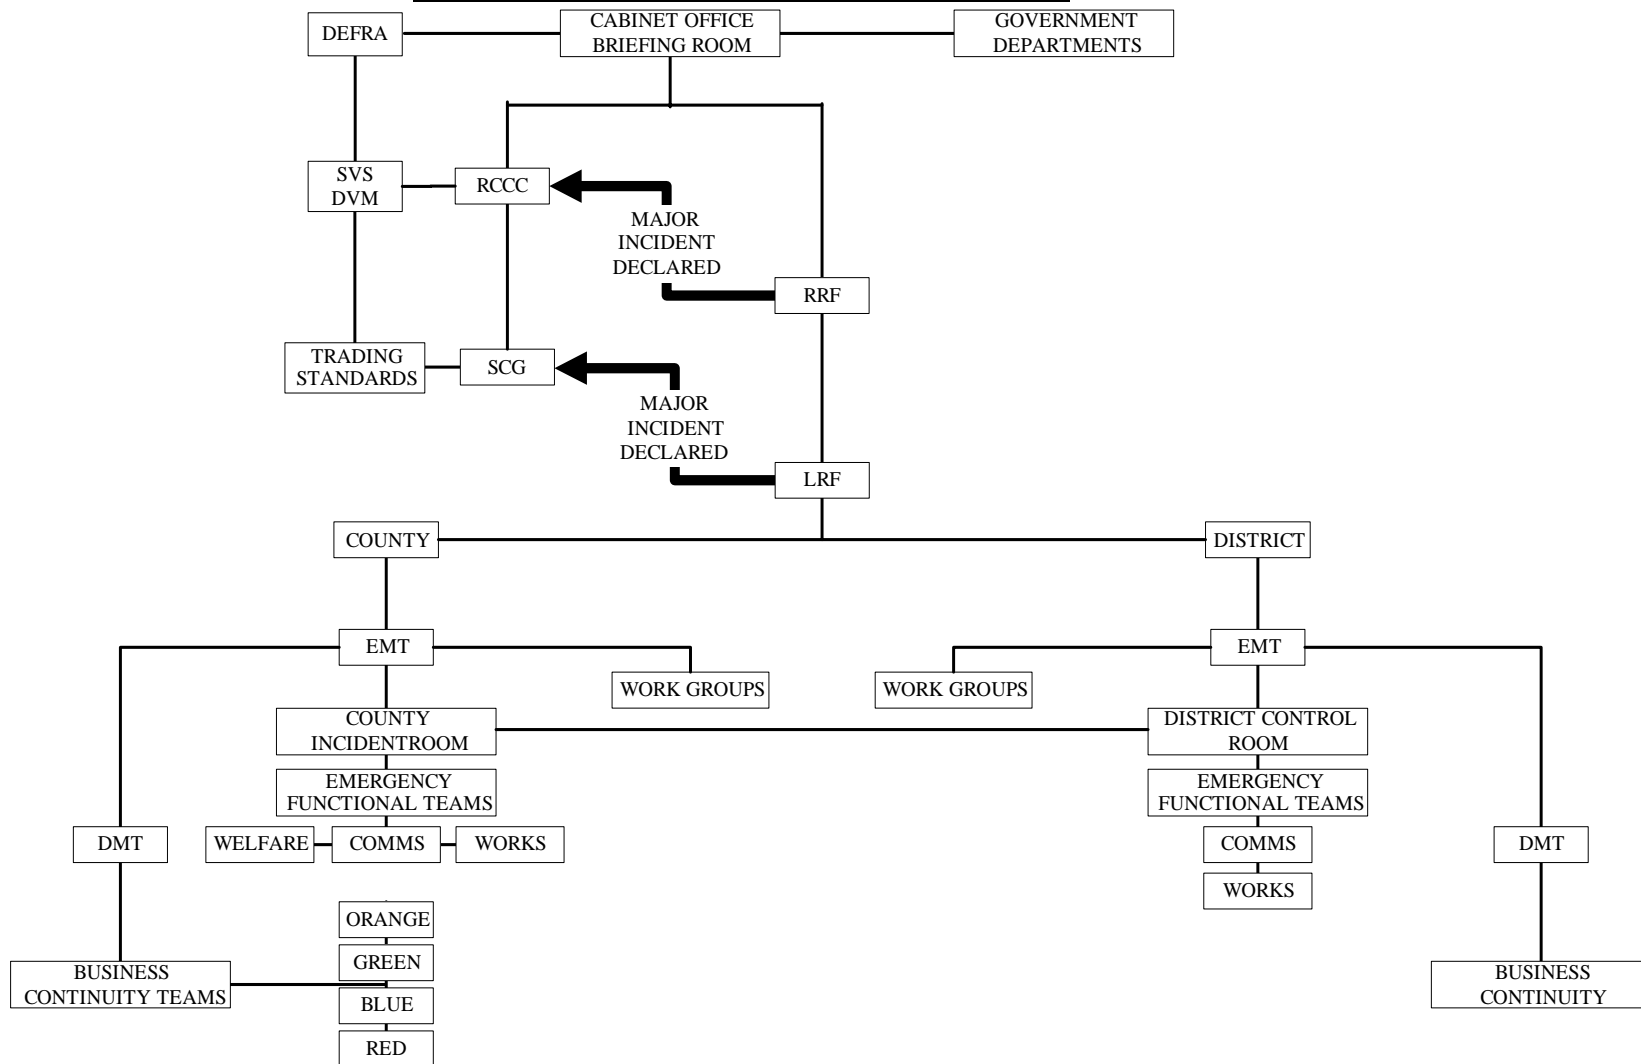 DEFRA
CABINET OFFICE
BRIEFING ROOM
GOVERNMENT
DEPARTMENTS
SVS
DVM
RCCC
MAJOR
INCIDENT
DECLARED
RRF
TRADING
STANDARDS
SCG
MAJOR
INCIDENT
DECLARED
LRF
COUNTY
DISTRICT
EMT
EMT
WORK GROUPS
WORK GROUPS
COUNTY
INCIDENTROOM
DISTRICT CONTROL
ROOM
EMERGENCY
FUNCTIONAL TEAMS
EMERGENCY
FUNCTIONAL TEAMS
DMT
WELFARE
COMMS
WORKS
COMMS
DMT
WORKS
ORANGE
GREEN
BUSINESS
CONTINUITY TEAMS
BLUE
RED
BUSINESS
CONTINUITY